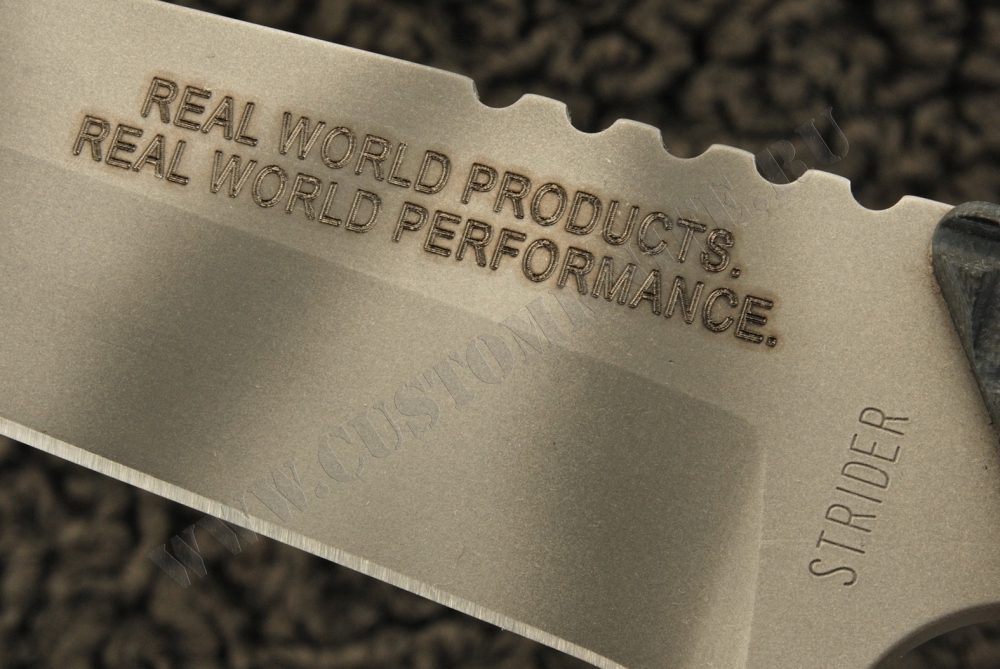 REAL WORLD PRODUCTS.
REAL WORLD PERFORMANCE.
STRIDER